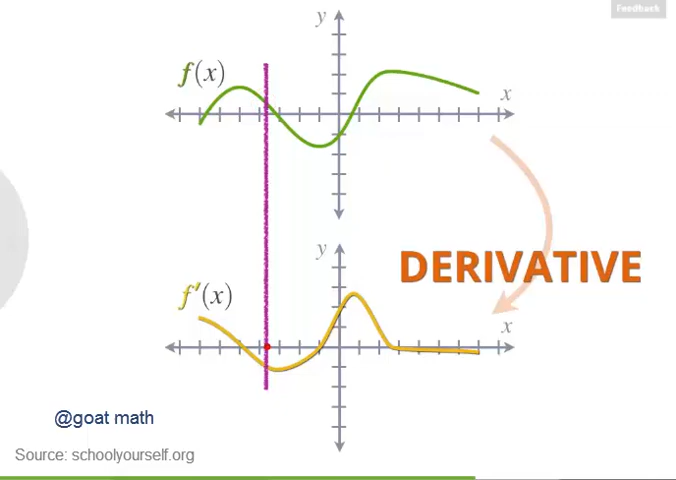 Feedback
y
f(x)
x
y
DERIVATIVE
f'(x)
x
@goat math
Source: schoolyourself.org